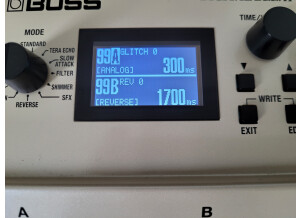 BOSS
MODE
TIME/
STANDARD
TERA ECHO
SLOW
ATTACK
FILTER
SHIMMER
SFX
REVERSE
99A GLITCH 0
[ANALOG] 300ms
99B REV 0
[REVERSE] 1700ms
WRITE
EXIT
A
B